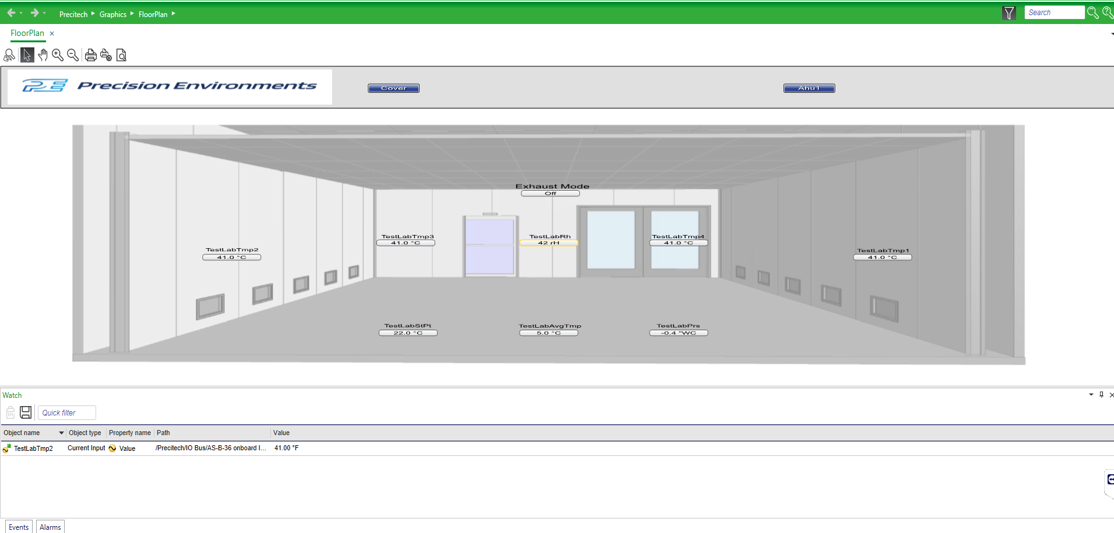 Precitech Graphics FloorPlan Search
FloorPlan ×
PE Precision Environments Cover Ahu1
Exhaust Mode
Off
TestLabTmp3 TestLabRh TestLabTmp4
41.0 °C 42 rH 41.0 °C
TestLabTmp2 TestLabTmp1
41.0 °C 41.0 °C
TestLabStPt TestLabAvgTmp TestLabPrs
22.0 °C 5.0 °C -0.4 "WC
Watch
Quick filter
Object name Object type Property name Path Value
TestLabTmp2 Current Input Value /Precitech/IO Bus/AS-B-36 onboard I... 41.00 °F
Events Alarms